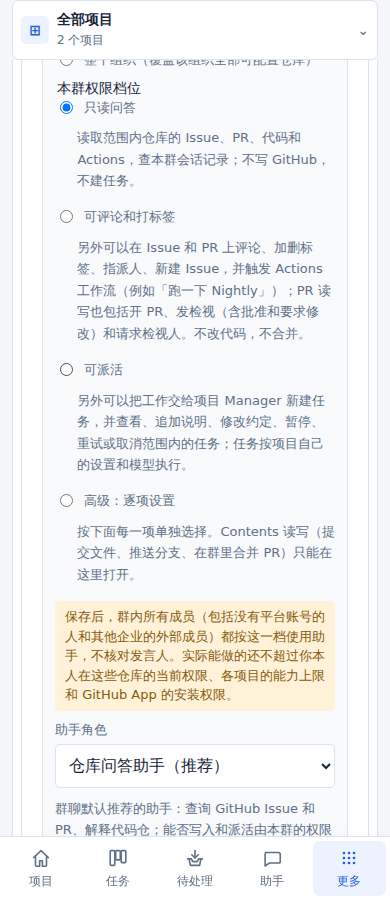 全部项目
2 个项目
整个组织（覆盖该组织全部可配置仓库）
本群权限档位
只读问答
读取范围内仓库的 Issue、PR、代码和
Actions，查本群会话记录；不写 GitHub，
不建任务。
可评论和打标签
另外可以在 Issue 和 PR 上评论、加删标
签、指派人、新建 Issue，并触发 Actions
工作流（例如「跑一下 Nightly」）；PR 读
写也包括开 PR、发检视（含批准和要求修
改）和请求检视人。不改代码，不合并。
可派活
另外可以把工作交给项目 Manager 新建任
务，并查看、追加说明、修改约定、暂停、
重试或取消范围内的任务；任务按项目自己
的设置和模型执行。
高级：逐项设置
按下面每一项单独选择。Contents 读写（提
交文件、推送分支、在群里合并 PR）只能在
这里打开。
保存后，群内所有成员（包括没有平台账号的
人和其他企业的外部成员）都按这一档使用助
手，不核对发言人。实际能做的还不超过你本
人在这些仓库的当前权限、各项目的能力上限
和 GitHub App 的安装权限。
助手角色
仓库问答助手（推荐）
群聊默认推荐的助手：查询 GitHub Issue 和
PR、解释代码仓；能否写入和派活由本群的权限
项目
任务
待处理
助手
更多